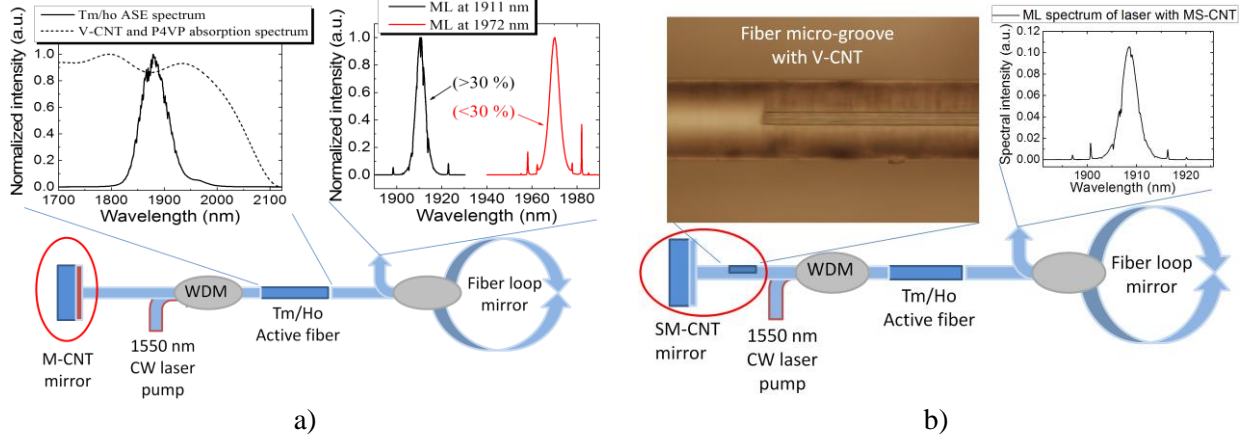 Tm/ho ASE spectrum
V-CNT and P4VP absorption spectrum
Normalized intensity (a.u.)
1.0
0.8
0.6
0.4
0.2
0.0
1700 1800 1900 2000 2100
Wavelength (nm)
ML at 1911 nm
ML at 1972 nm
Normalized intensity (a.u.)
1.0
0.8
0.6
0.4
0.2
0.0
(>30 %)
(<30 %)
1900 1920 1940 1960 1980
Wavelength (nm)
WDM
Tm/Ho
Active fiber
Fiber loop
mirror
M-CNT
mirror
1550 nm
CW laser
pump
a)
Fiber micro-groove
with V-CNT
ML spectrum of laser with MS-CNT
Spectral intensity (a.u.)
0.12
0.09
0.06
0.03
0.00
1900 1910 1920
Wavelength (nm)
WDM
Tm/Ho
Active fiber
Fiber loop
mirror
SM-CNT
mirror
1550 nm
CW laser
pump
b)